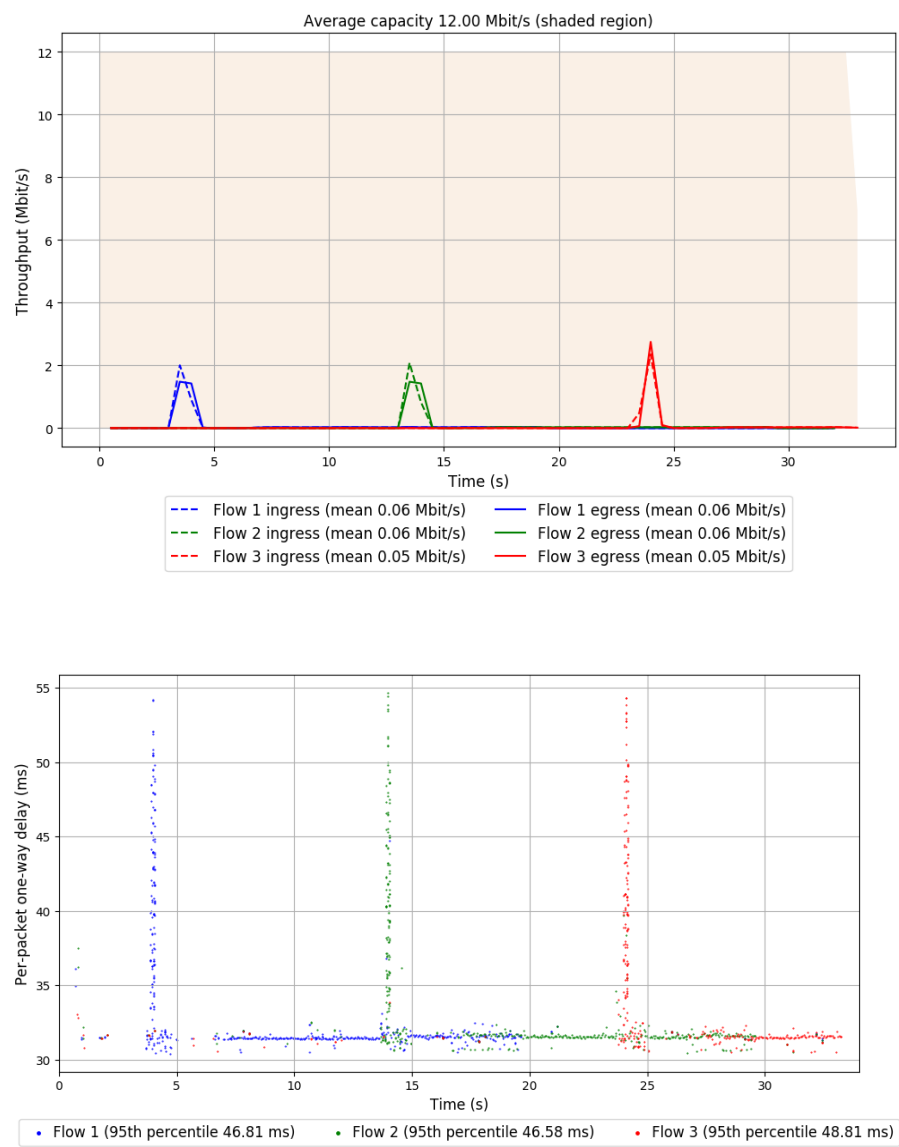 Average capacity 12.00 Mbit/s (shaded region)
12
10
8
6
4
2
0
Throughput (Mbit/s)
0 5 10 15 20 25 30
Time (s)
Flow 1 ingress (mean 0.06 Mbit/s) Flow 1 egress (mean 0.06 Mbit/s)
Flow 2 ingress (mean 0.06 Mbit/s) Flow 2 egress (mean 0.06 Mbit/s)
Flow 3 ingress (mean 0.05 Mbit/s) Flow 3 egress (mean 0.05 Mbit/s)
55
50
45
40
35
30
Per-packet one-way delay (ms)
0 5 10 15 20 25 30
Time (s)
Flow 1 (95th percentile 46.81 ms) Flow 2 (95th percentile 46.58 ms) Flow 3 (95th percentile 48.81 ms)